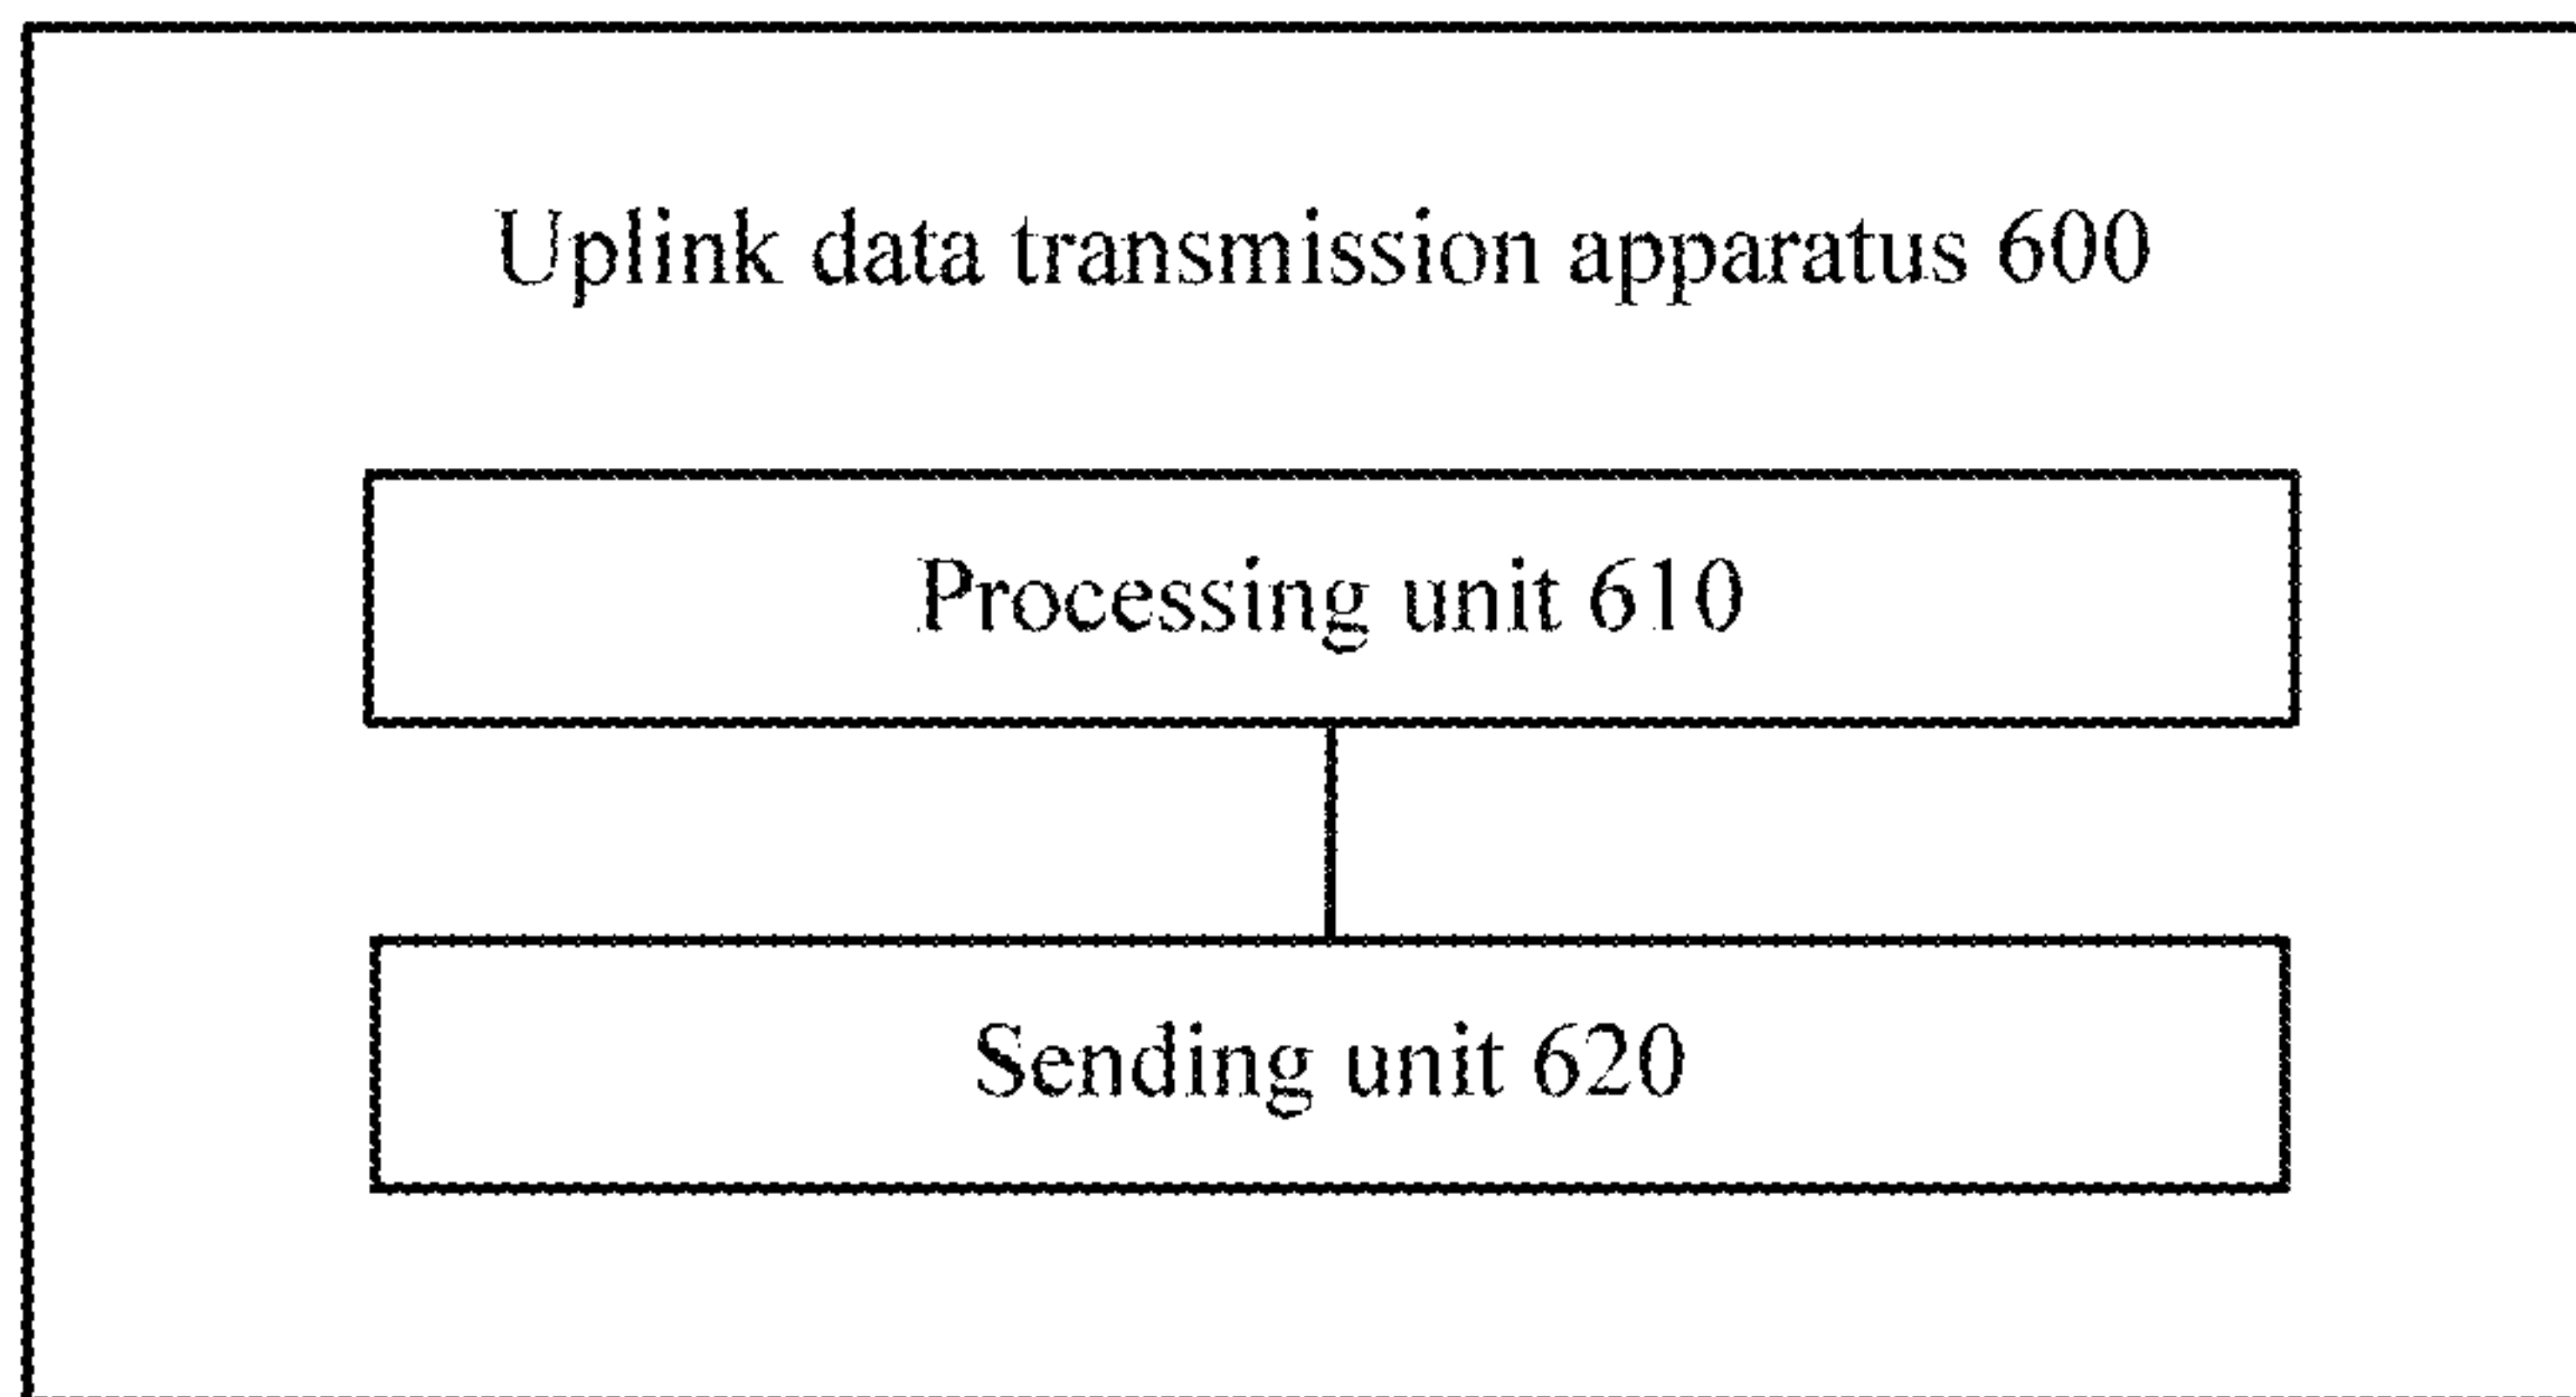 Uplink data transmission apparatus 600
Processing unit 610
Sending unit 620